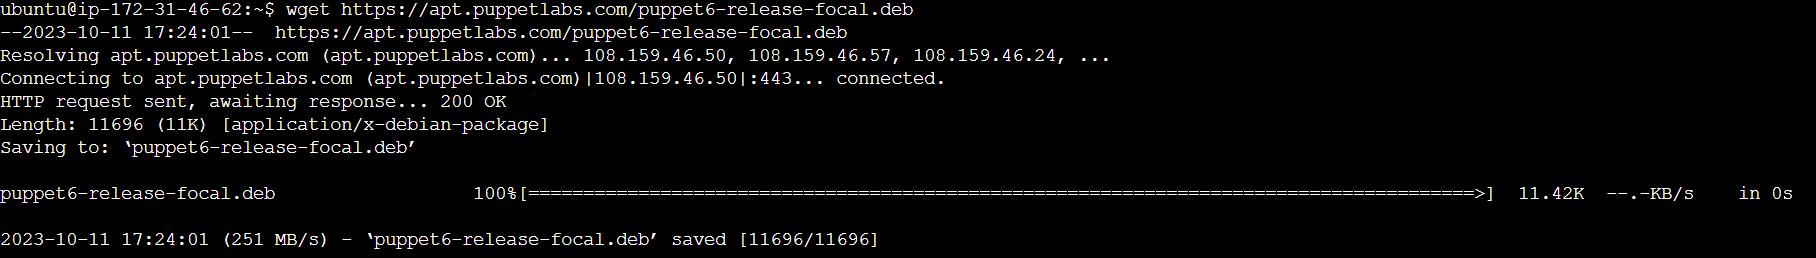 ubuntu@ip-172-31-46-62:~$ wget https://apt.puppetlabs.com/puppet6-release-focal.deb
--2023-10-11 17:24:01--  https://apt.puppetlabs.com/puppet6-release-focal.deb
Resolving apt.puppetlabs.com (apt.puppetlabs.com)... 108.159.46.50, 108.159.46.57, 108.159.46.24, ...
Connecting to apt.puppetlabs.com (apt.puppetlabs.com)|108.159.46.50|:443... connected.
HTTP request sent, awaiting response... 200 OK
Length: 11696 (11K) [application/x-debian-package]
Saving to: ‘puppet6-release-focal.deb’
puppet6-release-focal.deb                  100%[======================================================================================>]  11.42K  --.-KB/s    in 0s
2023-10-11 17:24:01 (251 MB/s) - ‘puppet6-release-focal.deb’ saved [11696/11696]